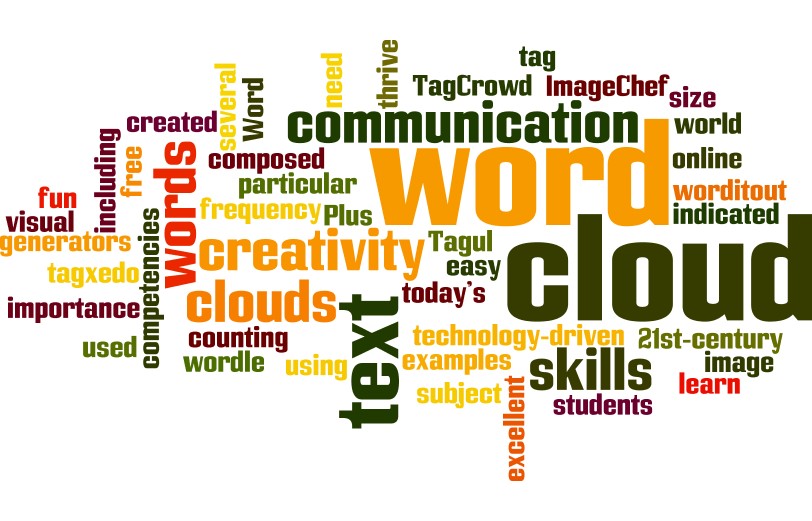 tag
thrive
need
several
Word
TagCrowd
ImageChef
size
created
communication
world
including
free
words
composed
word
online
particular
worditout
fun
visual
frequency
Plus
indicated
generators
competencies
creativity
Tagul
cloud
tagxedo
easy
importance
clouds
text
today's
used
counting
technology-driven
21st-century
wordle
using
examples
skills
image
subject
learn
excellent
students